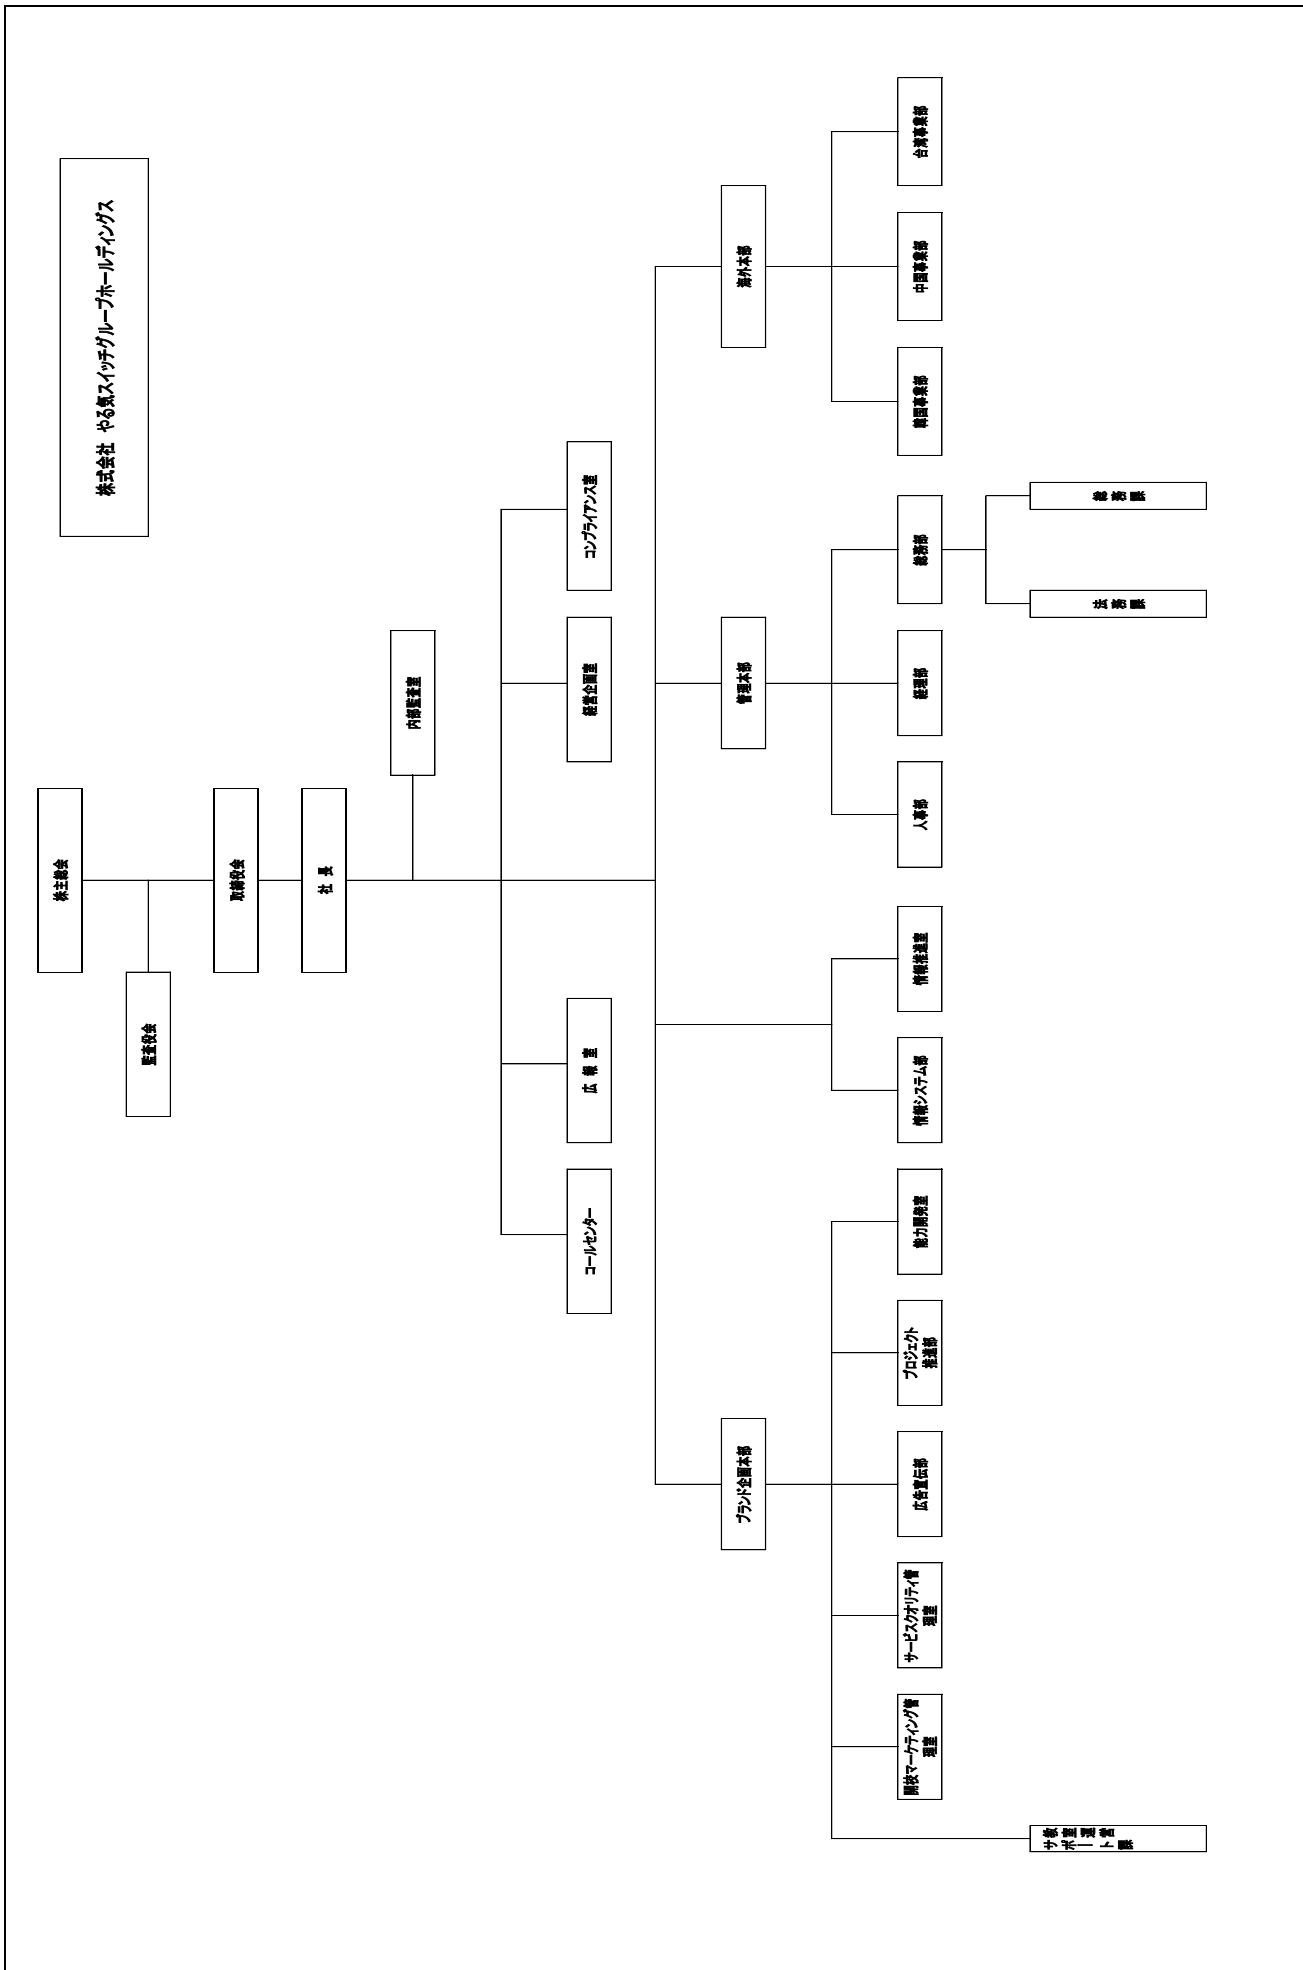 株式会社 やる気スイッチグループホールディングス
株主総会
監査役会
取締役会
社 長
内部監査室
コールセンター
広 報 室
経営企画室
コンプライアンス室
ブランド企画本部
管理本部
海外本部
開校マーケティング管
理室
サービスクオリティ管
理室
広告宣伝部
プロジェクト
推進部
能力開発室
情報システム部
情報推進室
人事部
経理部
総務部
韓国事業部
中国事業部
台湾事業部
教室運営
サポート課
法務課
総務課